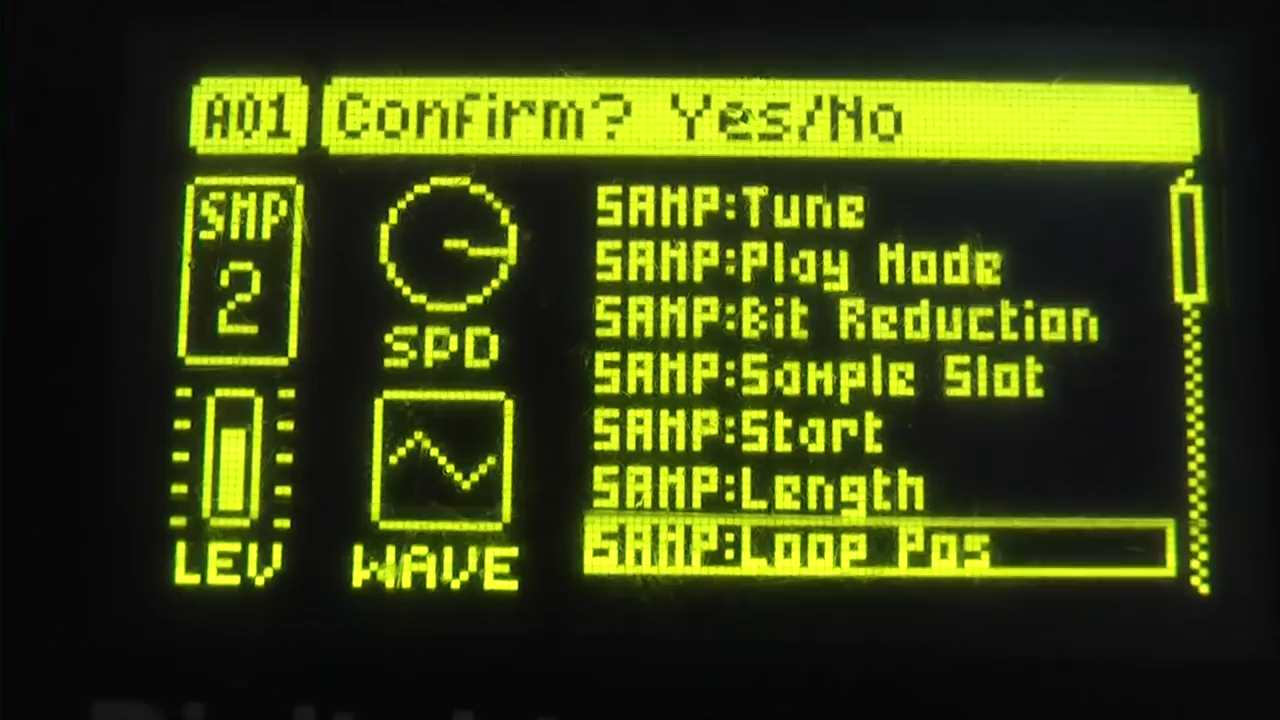 A01 Confirm? Yes/No
SMP
2
SPD
LEV
WAVE
SAMP:Tune
SAMP:Play Mode
SAMP:Bit Reduction
SAMP:Sample Slot
SAMP:Start
SAMP:Length
SAMP:Loop Pos